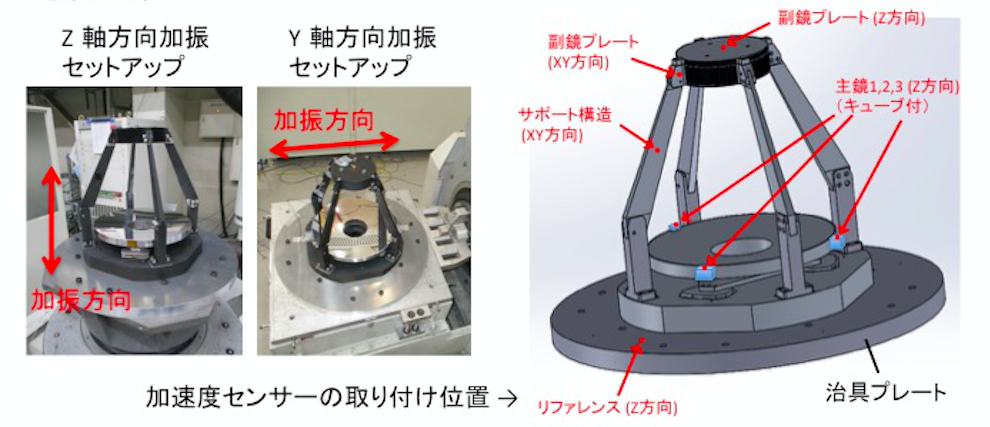 Z 軸方向加振
セットアップ
Y 軸方向加振
セットアップ
加振方向
加振方向
副鏡プレート (Z方向)
副鏡プレート
(XY方向)
主鏡1,2,3 (Z方向)
（キューブ付）
サポート構造
(XY方向)
加速度センサーの取り付け位置 →
リファレンス (Z方向)
治具プレート